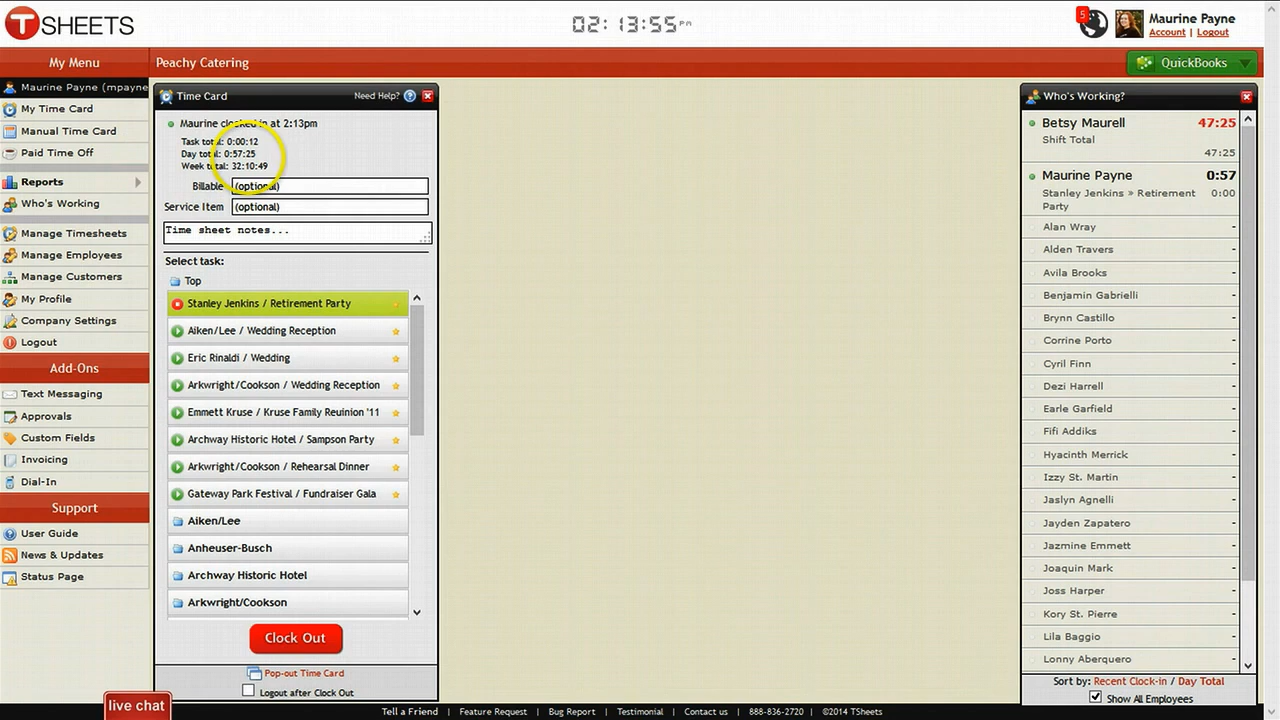 T SHEETS
02:13:55 PM
5
Maurine Payne
Account | Logout
My Menu
Peachy Catering
QuickBooks
Maurine Payne (mpayne
My Time Card
Manual Time Card
Paid Time Off
Reports
Who's Working
Manage Timesheets
Manage Employees
Manage Customers
My Profile
Company Settings
Logout
Add-Ons
Text Messaging
Approvals
Custom Fields
Invoicing
Dial-In
Support
User Guide
News & Updates
Status Page
live chat
Time Card
Need Help? ?
Maurine clocked in at 2:13pm
Task total: 0:00:12
Day total: 0:57:25
Week total: 32:10:49
Billable (optional)
Service Item (optional)
Time sheet notes...
Select task:
Top
Stanley Jenkins / Retirement Party
Aiken/Lee / Wedding Reception
Eric Rinaldi / Wedding
Arkwright/Cookson / Wedding Reception
Emmett Kruse / Kruse Family Reuinion '11
Archway Historic Hotel / Sampson Party
Arkwright/Cookson / Rehearsal Dinner
Gateway Park Festival / Fundraiser Gala
Aiken/Lee
Anheuser-Busch
Archway Historic Hotel
Arkwright/Cookson
Clock Out
Pop-out Time Card
Logout after Clock Out
Who's Working?
Betsy Maurell 47:25
Shift Total
47:25
Maurine Payne 0:57
Stanley Jenkins » Retirement 0:00
Party
Alan Wray -
Alden Travers -
Avila Brooks -
Benjamin Gabrielli -
Brynn Castillo -
Corrine Porto -
Cyril Finn -
Dezi Harrell -
Earle Garfield -
Fifi Addiks -
Hyacinth Merrick -
Izzy St. Martin -
Jaslyn Agnelli -
Jayden Zapatero -
Jazmine Emmett -
Joaquin Mark -
Joss Harper -
Kory St. Pierre -
Lila Baggio -
Lonny Aberquero -
Sort by: Recent Clock-in / Day Total
Show All Employees
Tell a Friend | Feature Request | Bug Report | Testimonial | Contact us | 888-836-2720 | ©2014 TSheets